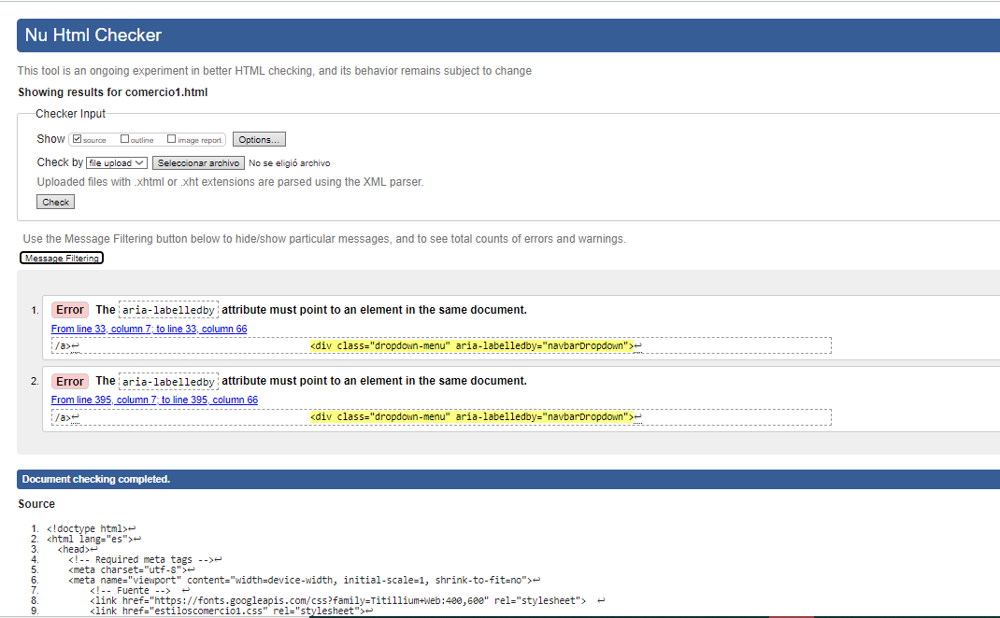 Nu Html Checker
This tool is an ongoing experiment in better HTML checking, and its behavior remains subject to change
Showing results for comercio1.html
Checker Input
Show source outline image report Options...
Check by file upload Seleccionar archivo No se eligió archivo
Uploaded files with .xhtml or .xht extensions are parsed using the XML parser.
Check
Use the Message Filtering button below to hide/show particular messages, and to see total counts of errors and warnings.
Message Filtering
1. Error The aria-labelledby attribute must point to an element in the same document.
From line 33, column 7; to line 33, column 66
/a>↩ <div class="dropdown-menu" aria-labelledby="navbarDropdown">↩
2. Error The aria-labelledby attribute must point to an element in the same document.
From line 395, column 7; to line 395, column 66
/a>↩ <div class="dropdown-menu" aria-labelledby="navbarDropdown">↩
Document checking completed.
Source
1. <!doctype html>↩
2. <html lang="es">↩
3. <head>↩
4. <!-- Required meta tags -->↩
5. <meta charset="utf-8">↩
6. <meta name="viewport" content="width=device-width, initial-scale=1, shrink-to-fit=no">↩
7. <!-- Fuente --> ↩
8. <link href="https://fonts.googleapis.com/css?family=Titillium+Web:400,600" rel="stylesheet"> ↩
9. <link href="estiloscomercio1.css" rel="stylesheet">↩